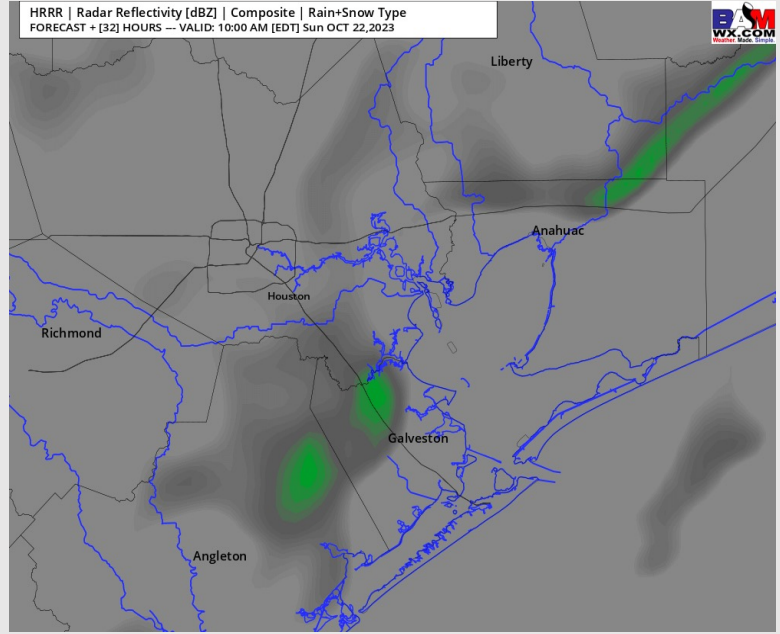 HRRR | Radar Reflectivity [dBZ] | Composite | Rain+Snow Type
FORECAST + [32] HOURS --- VALID: 10:00 AM [EDT] Sun OCT 22,2023
BAM
WX.COM
Weather. Made. Simple.
Liberty
Anahuac
Houston
Richmond
Galveston
Angleton